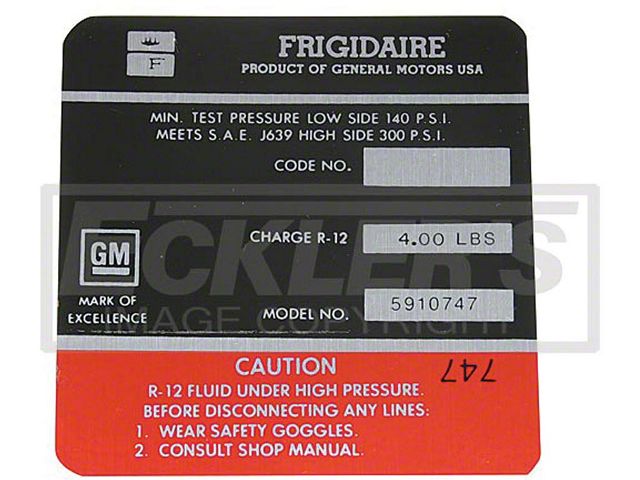 F
FRIGIDAIRE
PRODUCT OF GENERAL MOTORS USA
MIN. TEST PRESSURE LOW SIDE 140 P.S.I.
MEETS S.A.E. J639 HIGH SIDE 300 P.S.I.
CODE NO.
CHARGE R-12 4.00 LBS
GM
MARK OF
EXCELLENCE
MODEL NO. 5910747
ECKLER'S
IMAGE COPYRIGHT
CAUTION
747
R-12 FLUID UNDER HIGH PRESSURE.
BEFORE DISCONNECTING ANY LINES:
1. WEAR SAFETY GOGGLES.
2. CONSULT SHOP MANUAL.